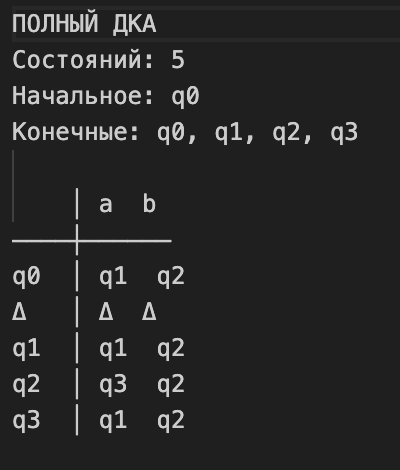 ПОЛНЫЙ ДКА
Состояний: 5
Начальное: q0
Конечные: q0, q1, q2, q3
| a b
q0 | q1 q2
Δ | Δ Δ
q1 | q1 q2
q2 | q3 q2
q3 | q1 q2